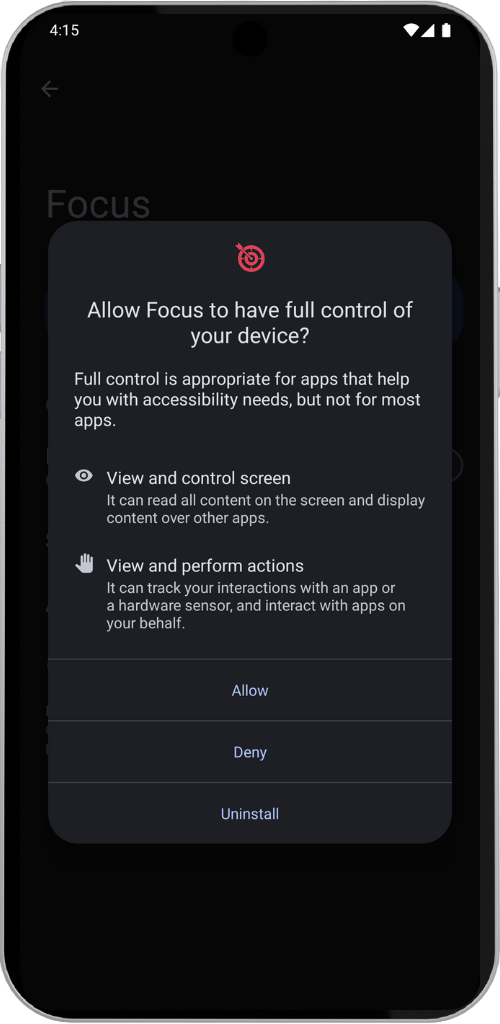 4:15
Focus
Allow Focus to have full control of
your device?
Full control is appropriate for apps that help
you with accessibility needs, but not for most
apps.
View and control screen
It can read all content on the screen and display
content over other apps.
View and perform actions
It can track your interactions with an app or
a hardware sensor, and interact with apps on
your behalf.
Allow
Deny
Uninstall